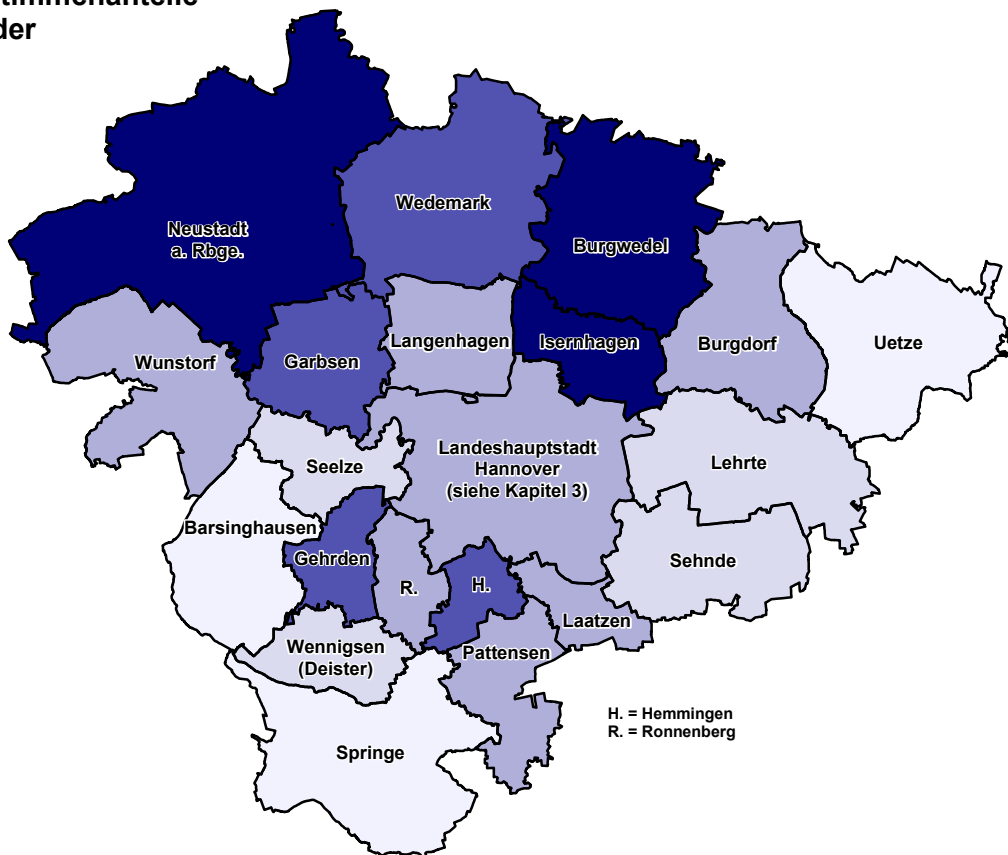 timmenanteile
der
Neustadt
a. Rbge.
Wedemark
Burgwedel
Wunstorf
Garbsen
Langenhagen
Isernhagen
Burgdorf
Uetze
Seelze
Landeshauptstadt
Hannover
(siehe Kapitel 3)
Lehrte
Barsinghausen
Gehrden
R.
H.
Sehnde
Laatzen
Wennigsen
(Deister)
Pattensen
Springe
H. = Hemmingen
R. = Ronnenberg